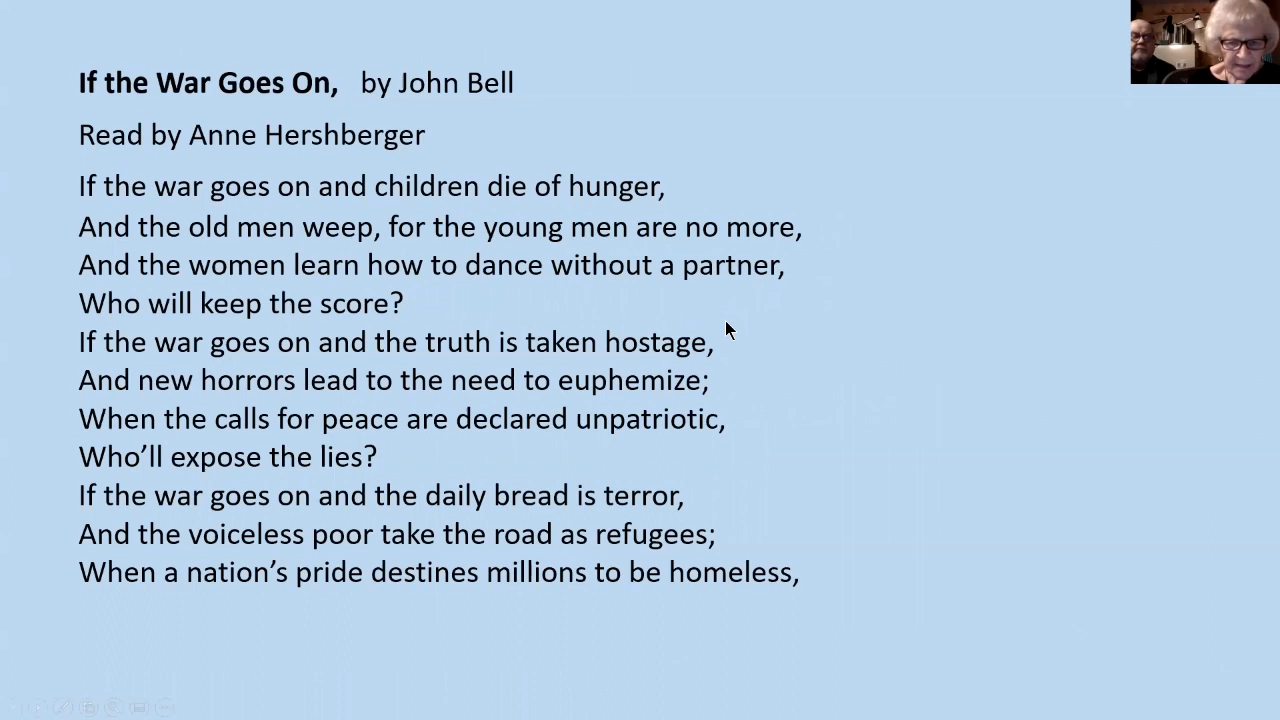 If the War Goes On, by John Bell
Read by Anne Hershberger
If the war goes on and children die of hunger,
And the old men weep, for the young men are no more,
And the women learn how to dance without a partner,
Who will keep the score?
If the war goes on and the truth is taken hostage,
And new horrors lead to the need to euphemize;
When the calls for peace are declared unpatriotic,
Who’ll expose the lies?
If the war goes on and the daily bread is terror,
And the voiceless poor take the road as refugees;
When a nation’s pride destines millions to be homeless,